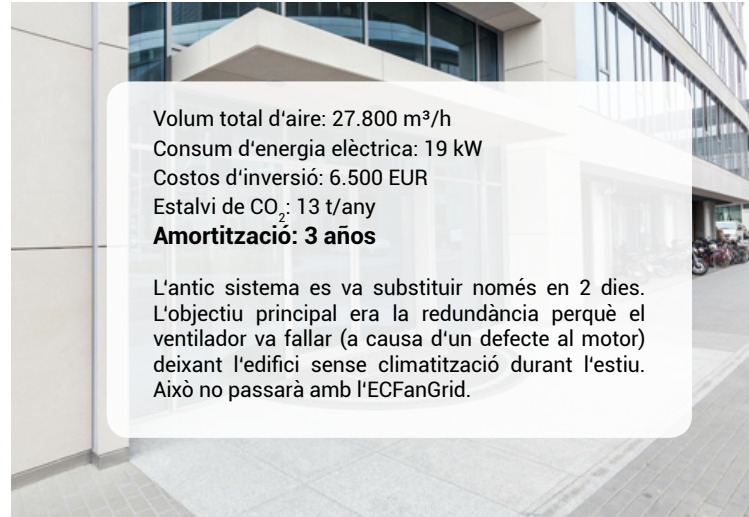 Volum total d‘aire: 27.800 m³/h
Consum d‘energia elèctrica: 19 kW
Costos d‘inversió: 6.500 EUR
Estalvi de CO₂: 13 t/any
Amortització: 3 años
L‘antic sistema es va substituir només en 2 dies.
L‘objectiu principal era la redundància perquè el
ventilador va fallar (a causa d‘un defecte al motor)
deixant l‘edifici sense climatització durant l‘estiu.
Això no passarà amb l‘ECFanGrid.